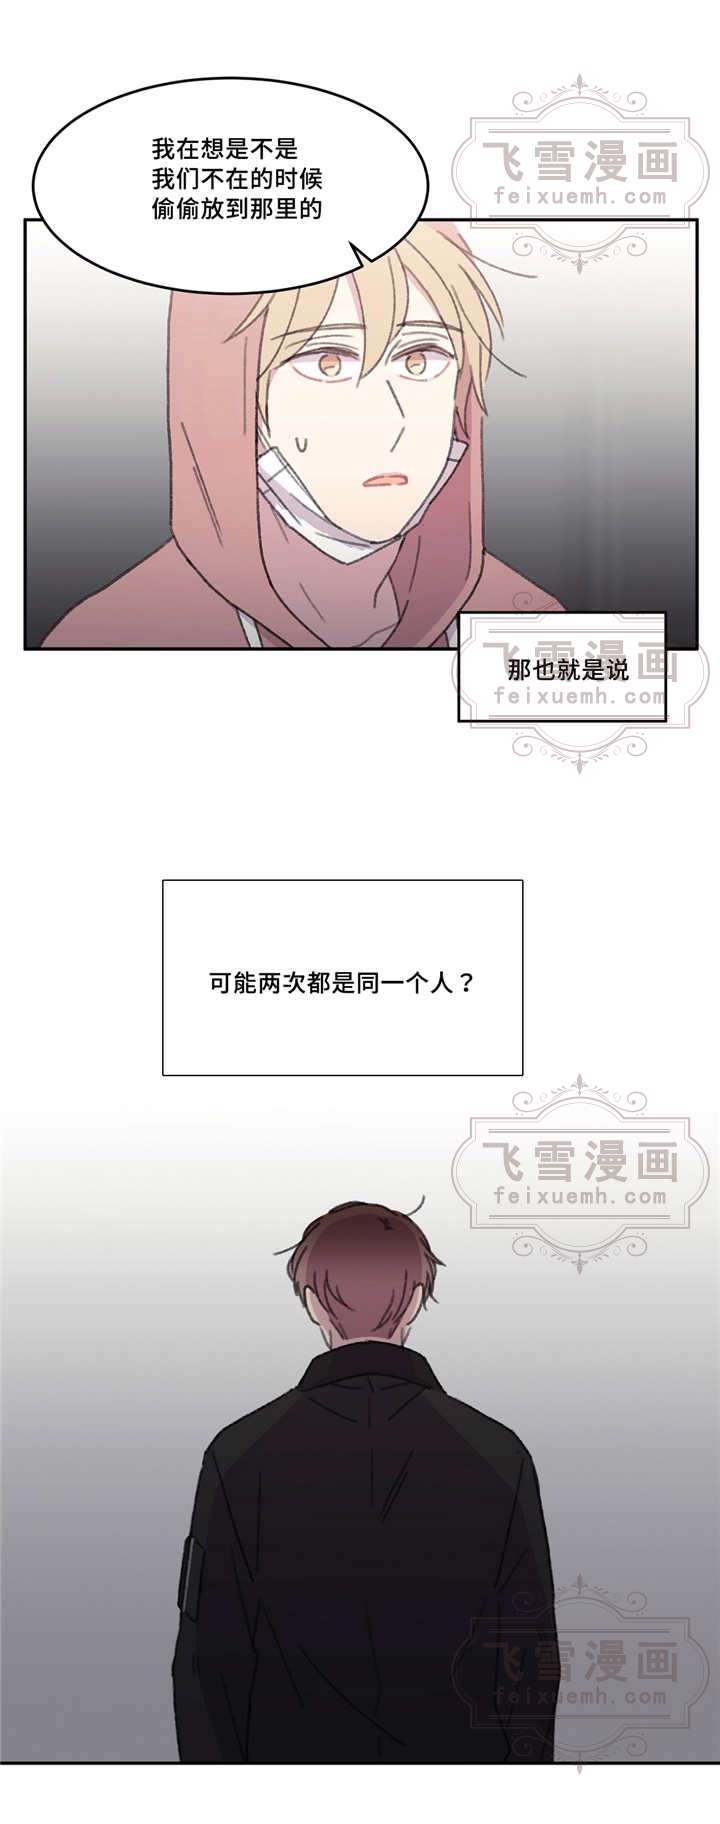 飞雪漫画
feixuemh.com
我在想是不是
我们不在的时候
偷偷放到那里的
飞雪漫画
feixuemh.com
那也就是说
可能两次都是同一个人？
飞雪漫画
feixuemh.com
飞雪漫画
feixuemh.com